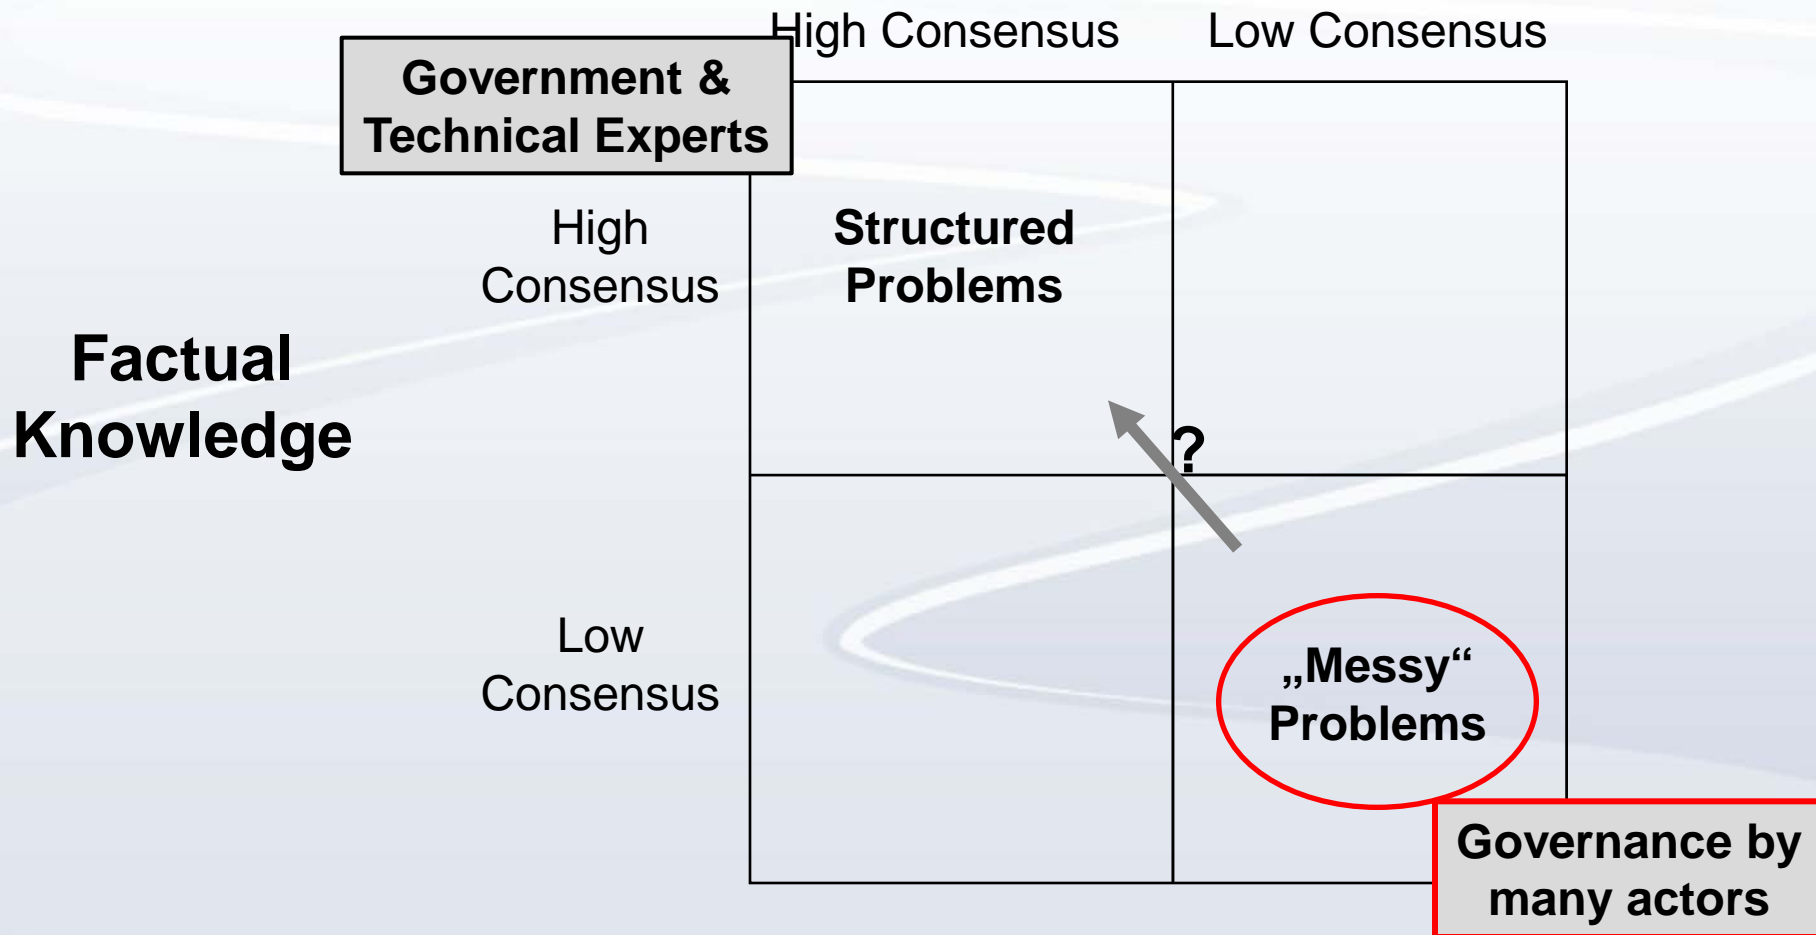 High Consensus
Low Consensus
Government &
Technical Experts
High
Consensus
Structured
Problems
Factual
Knowledge
?
Low
Consensus
„Messy“
Problems
Governance by
many actors